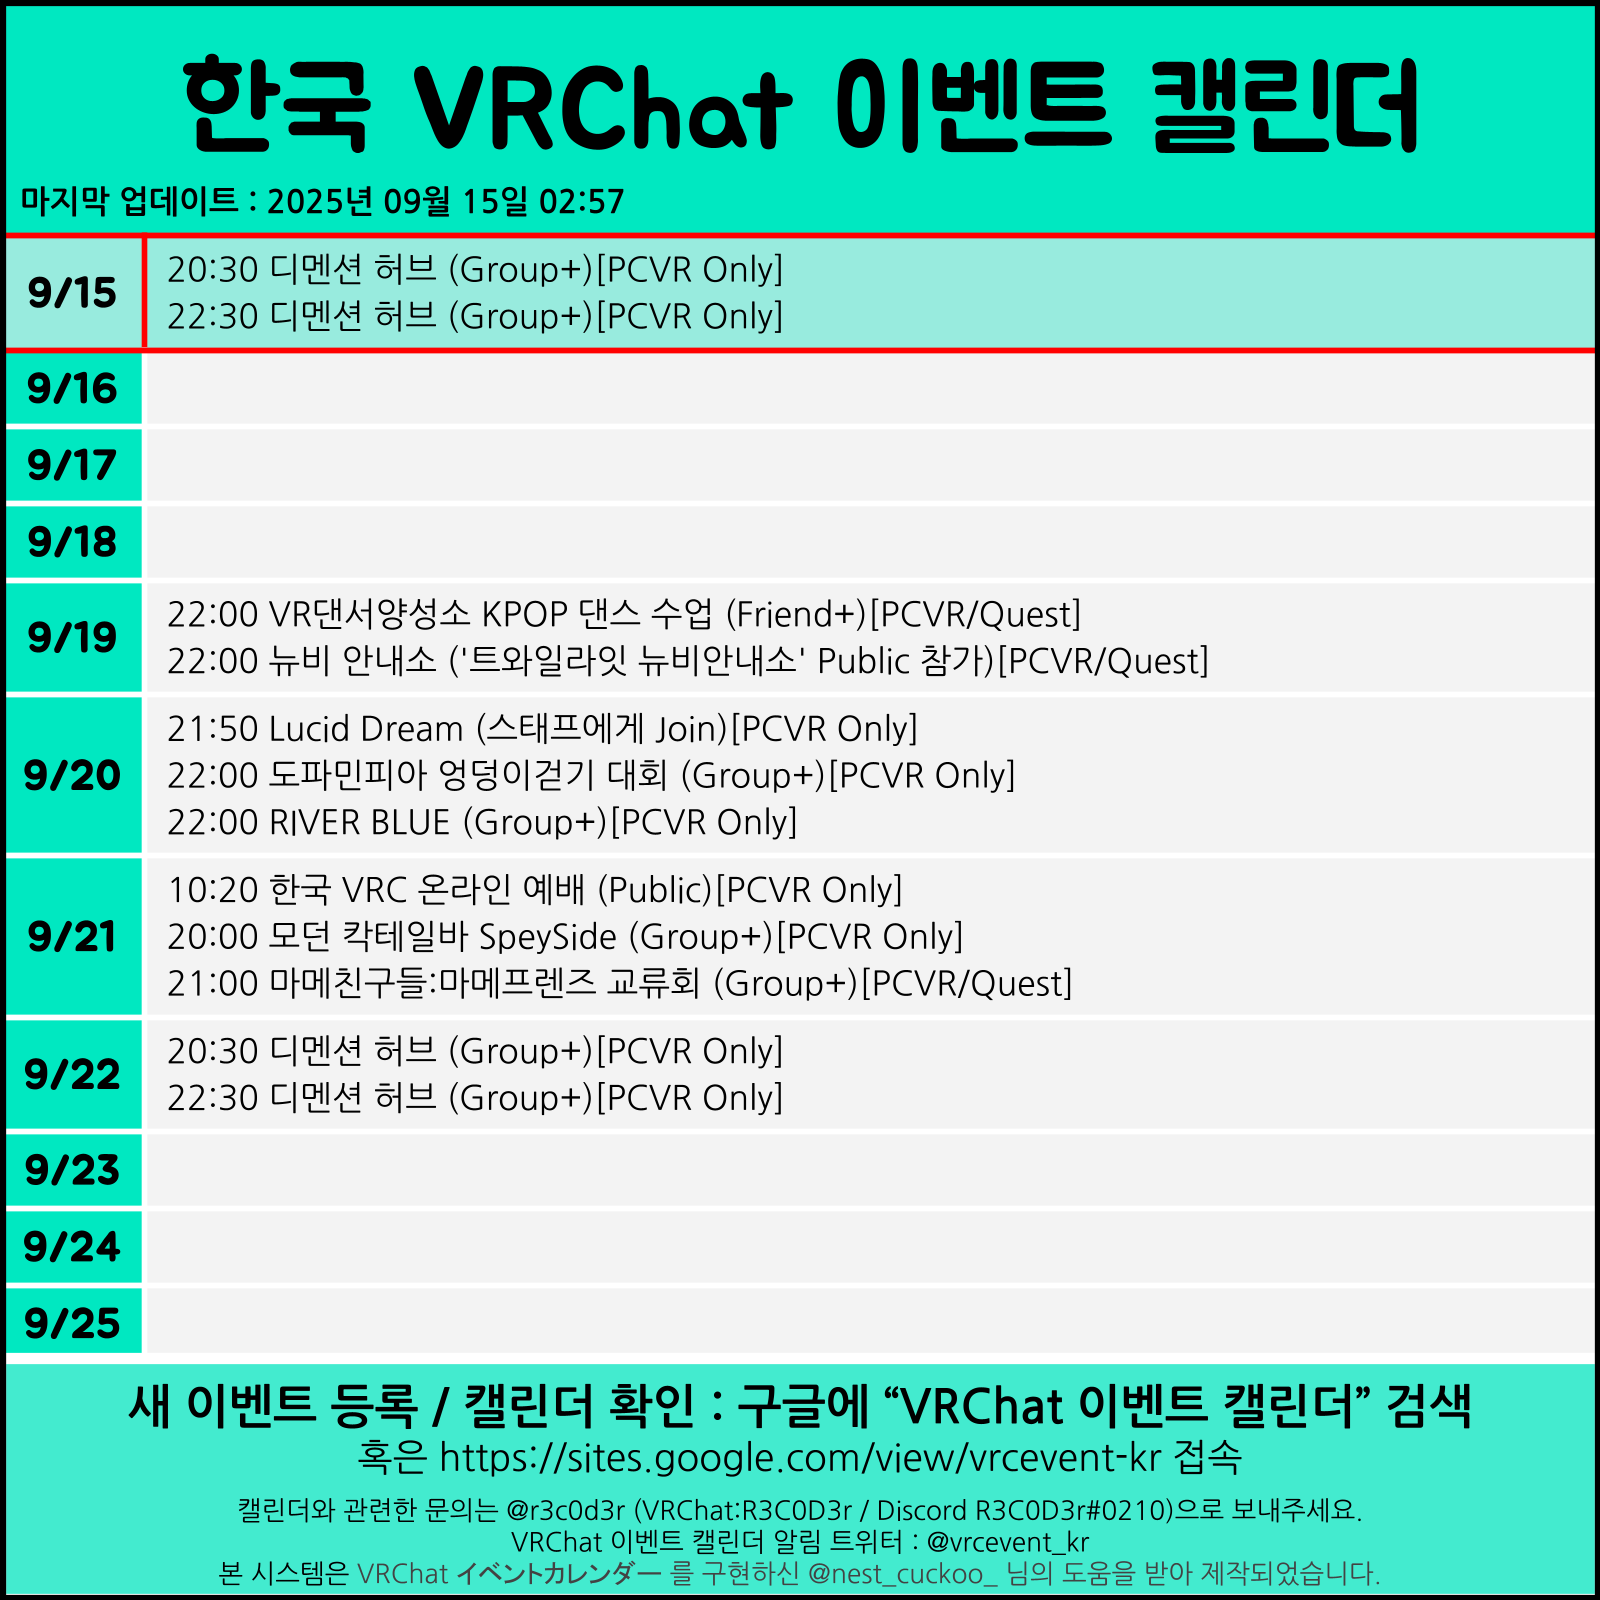 한국 VRChat 이벤트 캘린더
마지막 업데이트 : 2025년 09월 15일 02:57
9/15
20:30 디멘션 허브 (Group+)[PCVR Only]
22:30 디멘션 허브 (Group+)[PCVR Only]
9/16
9/17
9/18
9/19
22:00 VR댄서양성소 KPOP 댄스 수업 (Friend+)[PCVR/Quest]
22:00 뉴비 안내소 ('트와일라잇 뉴비안내소' Public 참가)[PCVR/Quest]
9/20
21:50 Lucid Dream (스태프에게 Join)[PCVR Only]
22:00 도파민피아 엉덩이걷기 대회 (Group+)[PCVR Only]
22:00 RIVER BLUE (Group+)[PCVR Only]
9/21
10:20 한국 VRC 온라인 예배 (Public)[PCVR Only]
20:00 모던 칵테일바 SpeySide (Group+)[PCVR Only]
21:00 마메친구들:마메프렌즈 교류회 (Group+)[PCVR/Quest]
9/22
20:30 디멘션 허브 (Group+)[PCVR Only]
22:30 디멘션 허브 (Group+)[PCVR Only]
9/23
9/24
9/25
새 이벤트 등록 / 캘린더 확인 : 구글에 “VRChat 이벤트 캘린더” 검색
혹은 https://sites.google.com/view/vrcevent-kr 접속
캘린더와 관련한 문의는 @r3c0d3r (VRChat:R3C0D3r / Discord R3C0D3r#0210)으로 보내주세요.
VRChat 이벤트 캘린더 알림 트위터 : @vrcevent_kr
본 시스템은 VRChat イベントカレンダー 를 구현하신 @nest_cuckoo_ 님의 도움을 받아 제작되었습니다.